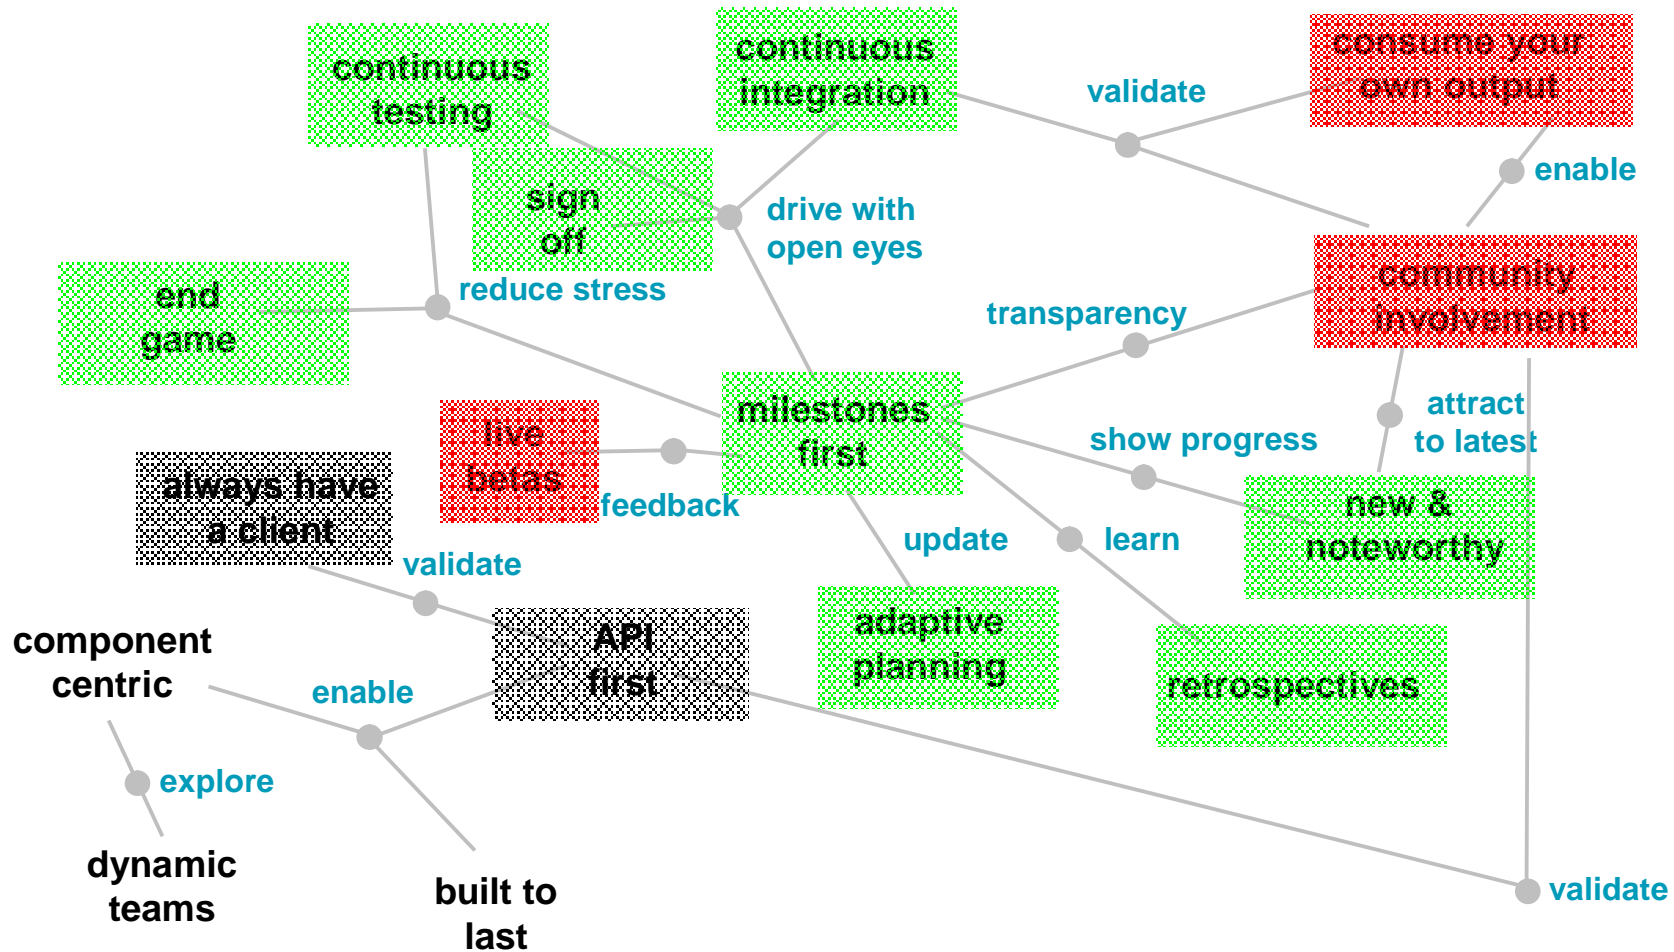 continuous
testing
continuous
integration
validate
consume your
own output
enable
sign
off
drive with
open eyes
end
game
reduce stress
transparency
community
involvement
milestones
first
live
betas
feedback
show progress
attract
to latest
always have
a client
validate
update
learn
new &
noteworthy
component
centric
enable
API
first
adaptive
planning
retrospectives
explore
dynamic
teams
built to
last
validate